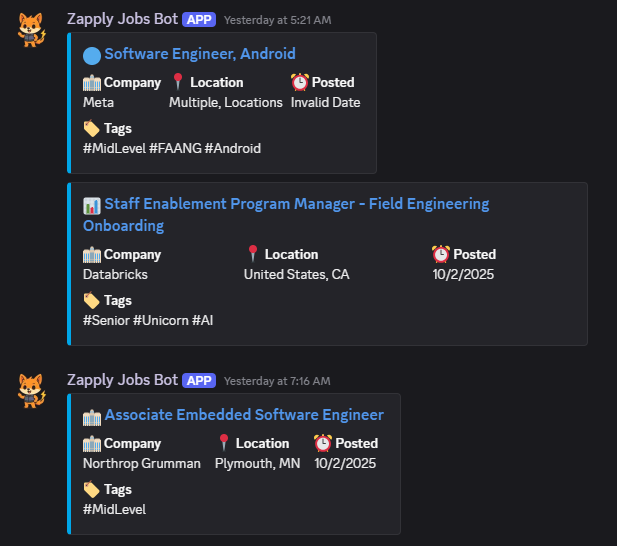 Zapply Jobs Bot APP Yesterday at 5:21 AM
Software Engineer, Android
Company Location Posted
Meta Multiple, Locations Invalid Date
Tags
#MidLevel #FAANG #Android
Staff Enablement Program Manager - Field Engineering
Onboarding
Company Location Posted
Databricks United States, CA 10/2/2025
Tags
#Senior #Unicorn #AI
Zapply Jobs Bot APP Yesterday at 7:16 AM
Associate Embedded Software Engineer
Company Location Posted
Northrop Grumman Plymouth, MN 10/2/2025
Tags
#MidLevel